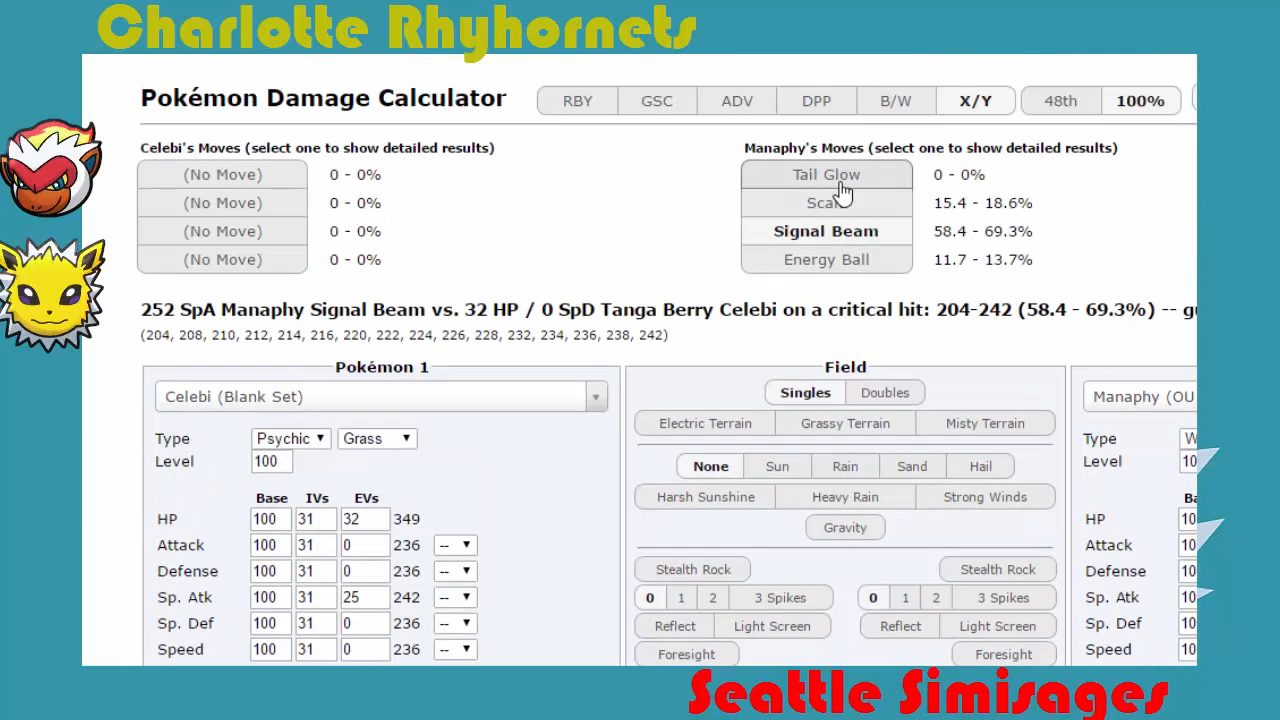 Charlotte Rhyhornets
Pokémon Damage Calculator RBY GSC ADV DPP B/W X/Y 48th 100%
Celebi's Moves (select one to show detailed results) Manaphy's Moves (select one to show detailed results)
(No Move) 0 - 0% Tail Glow 0 - 0%
(No Move) 0 - 0% 15.4 - 18.6%
(No Move) 0 - 0% Signal Beam 58.4 - 69.3%
(No Move) 0 - 0% Energy Ball 11.7 - 13.7%
252 SpA Manaphy Signal Beam vs. 32 HP / 0 SpD Tanga Berry Celebi on a critical hit: 204-242 (58.4 - 69.3%) --
(204, 208, 210, 212, 214, 216, 220, 222, 224, 226, 228, 232, 234, 236, 238, 242)
Pokémon 1 Field
Celebi (Blank Set) Singles Doubles Manaphy (OU
Electric Terrain Grassy Terrain Misty Terrain
Type Psychic Grass Type
Level 100 None Sun Rain Sand Hail Level
Base IVs EVs Harsh Sunshine Heavy Rain Strong Winds
HP 100 31 32 349 Gravity HP
Attack 100 31 0 236 -- Attack
Defense 100 31 0 236 -- Stealth Rock Stealth Rock Defense
Sp. Atk 100 31 25 242 -- 0 1 2 3 Spikes 0 1 2 3 Spikes Sp. Atk
Sp. Def 100 31 0 236 -- Reflect Light Screen Reflect Light Screen Sp. Def
Speed 100 31 0 236 -- Foresight Foresight Speed
Seattle Simisages